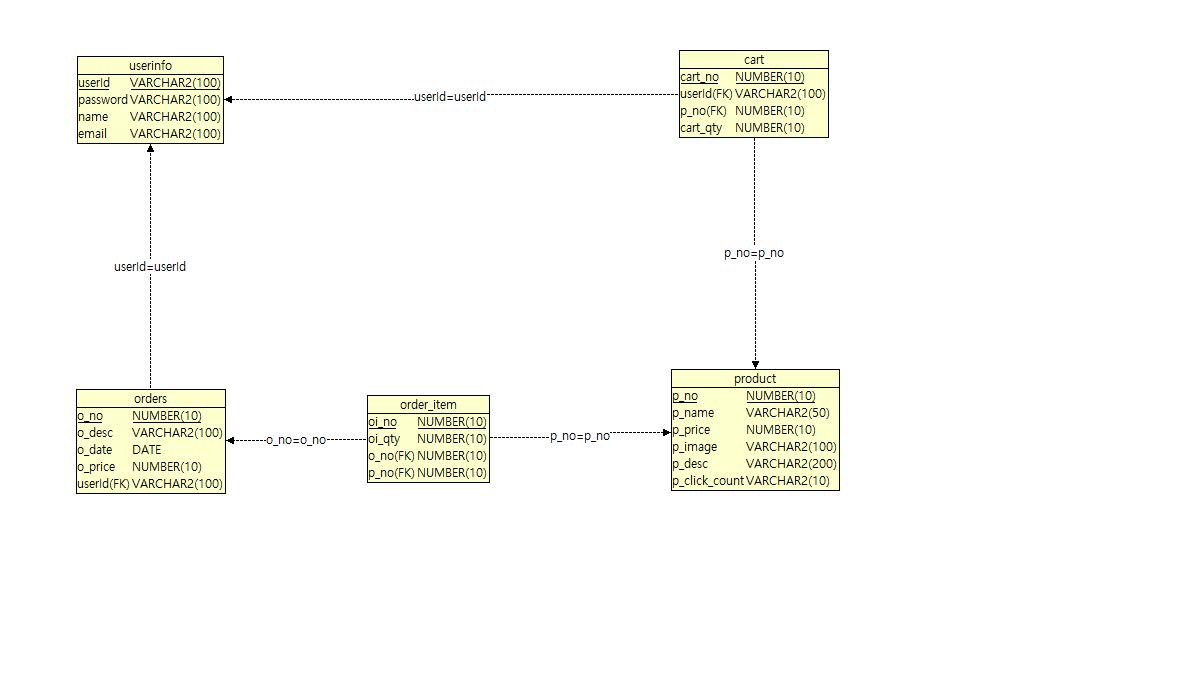 userinfo
userId VARCHAR2(100)
password VARCHAR2(100)
name VARCHAR2(100)
email VARCHAR2(100)
cart
cart_no NUMBER(10)
userId(FK) VARCHAR2(100)
p_no(FK) NUMBER(10)
cart_qty NUMBER(10)
userId=userId
p_no=p_no
userId=userId
orders
o_no NUMBER(10)
o_desc VARCHAR2(100)
o_date DATE
o_price NUMBER(10)
userId(FK) VARCHAR2(100)
o_no=o_no
order_item
oi_no NUMBER(10)
oi_qty NUMBER(10)
o_no(FK) NUMBER(10)
p_no(FK) NUMBER(10)
p_no=p_no
product
p_no NUMBER(10)
p_name VARCHAR2(50)
p_price NUMBER(10)
p_image VARCHAR2(100)
p_desc VARCHAR2(200)
p_click_count VARCHAR2(10)